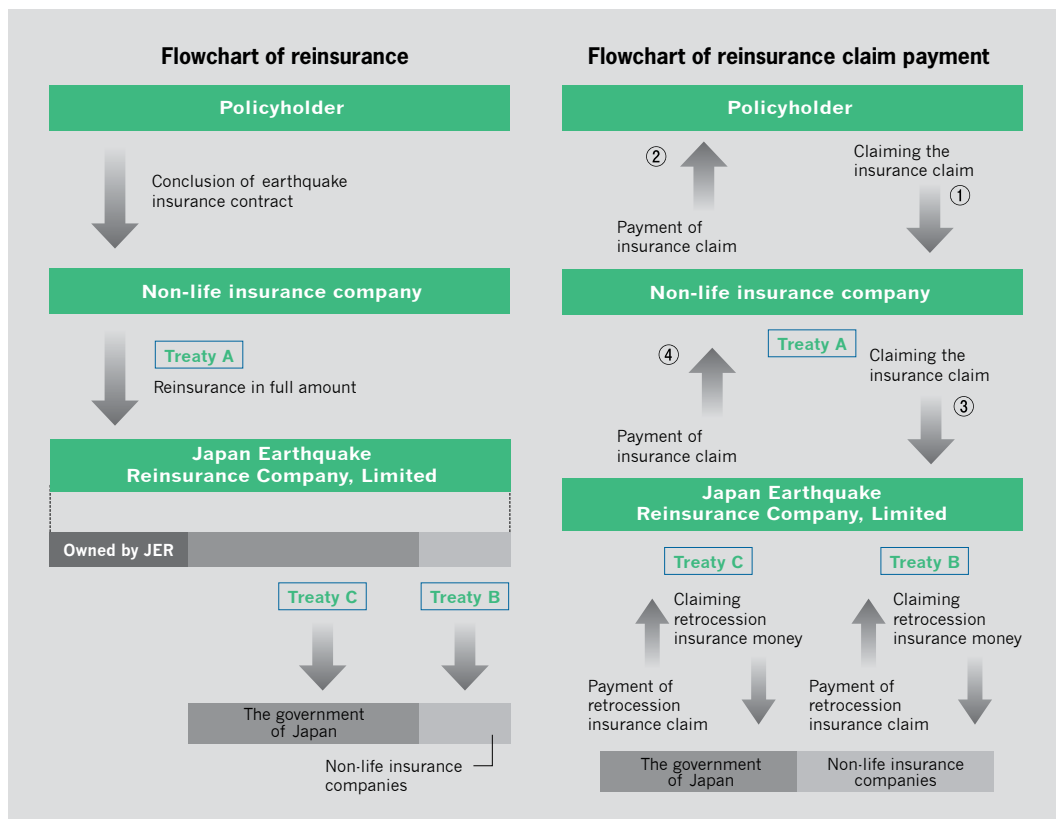 Flowchart of reinsurance
Policyholder
Conclusion of earthquake
insurance contract
Non-life insurance company
Treaty A
Reinsurance in full amount
Japan Earthquake
Reinsurance Company, Limited
Owned by JER
Treaty C
Treaty B
The government
of Japan
Non-life insurance
companies
Flowchart of reinsurance claim payment
Policyholder
②
Payment of
insurance claim
Claiming the
insurance claim
①
Non-life insurance company
Treaty A
④
Payment of
insurance claim
Claiming the
insurance claim
③
Japan Earthquake
Reinsurance Company, Limited
Treaty C
Claiming
retrocession
insurance money
Payment of
retrocession
insurance claim
Treaty B
Claiming
retrocession
insurance money
Payment of
retrocession
insurance claim
The government
of Japan
Non-life insurance
companies